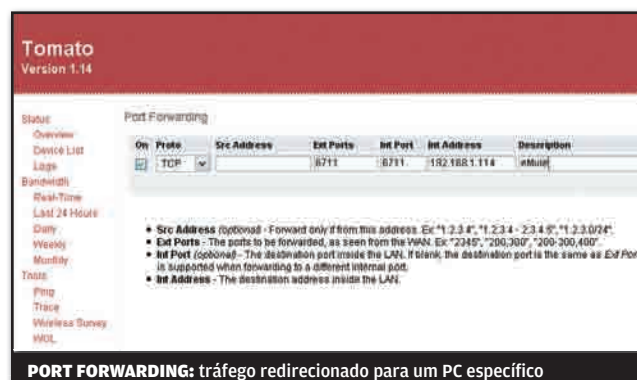 Tomato
Version 1.14
Status
Overview
Device List
Logs
Bandwidth
Real-Time
Last 24 Hours
Daily
Weekly
Monthly
Tools
Ping
Trace
Wireless Survey
WOL
Port Forwarding
On Proto Src Address Ext Ports Int Port Int Address Description
TCP 6711 6711 192.168.1.114 eMule
Src Address (optional) - Forward only if from this address. Ex: "1.2.3.4", "1.2.3.4 - 2.3.4.5", "1.2.3.0/24".
Ext Ports - The ports to be forwarded, as seen from the WAN. Ex: "2345", "200,300", "200-300,400".
Int Port (optional) - The destination port inside the LAN. If blank, the destination port is the same as Ext Por
is supported when forwarding to a different internal port.
Int Address - The destination address inside the LAN.
PORT FORWARDING: tráfego redirecionado para um PC específico